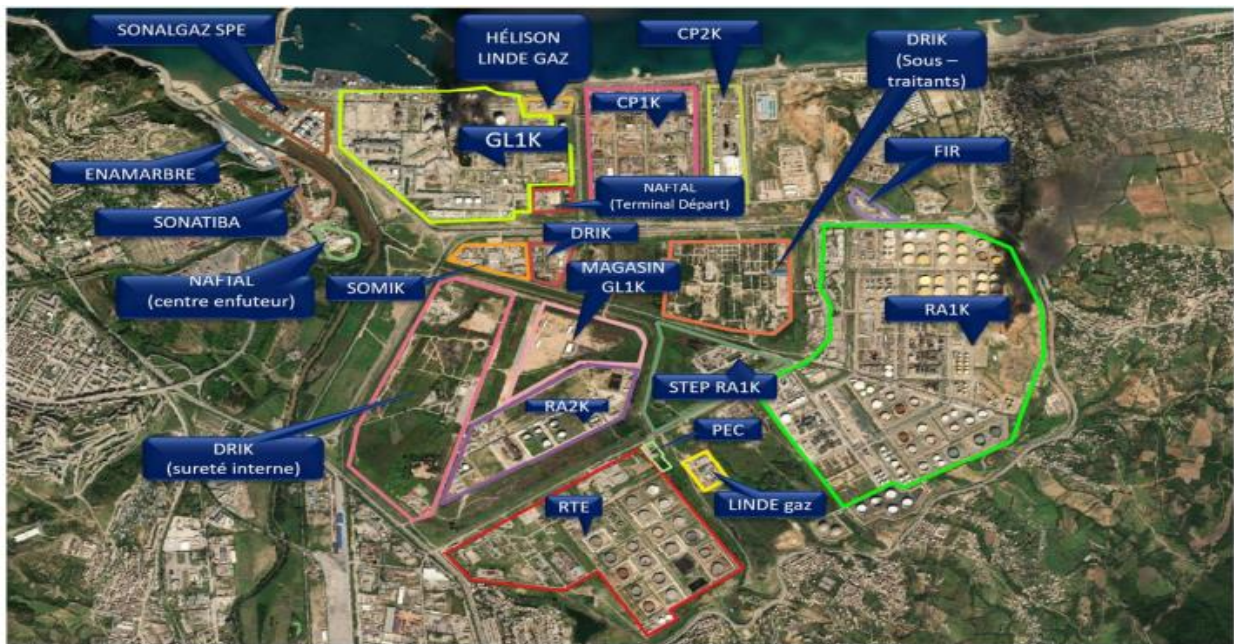 SONALGAZ SPE
HÉLISON
LINDE GAZ
CP2K
DRIK
(Sous –
traitants)
CP1K
GL1K
FIR
ENAMARBRE
NAFTAL
(Terminal Départ)
SONATIBA
DRIK
NAFTAL
(centre enfuteur)
SOMIK
MAGASIN
GL1K
RA1K
STEP RA1K
RA2K
PEC
DRIK
(sureté interne)
RTE
LINDE gaz